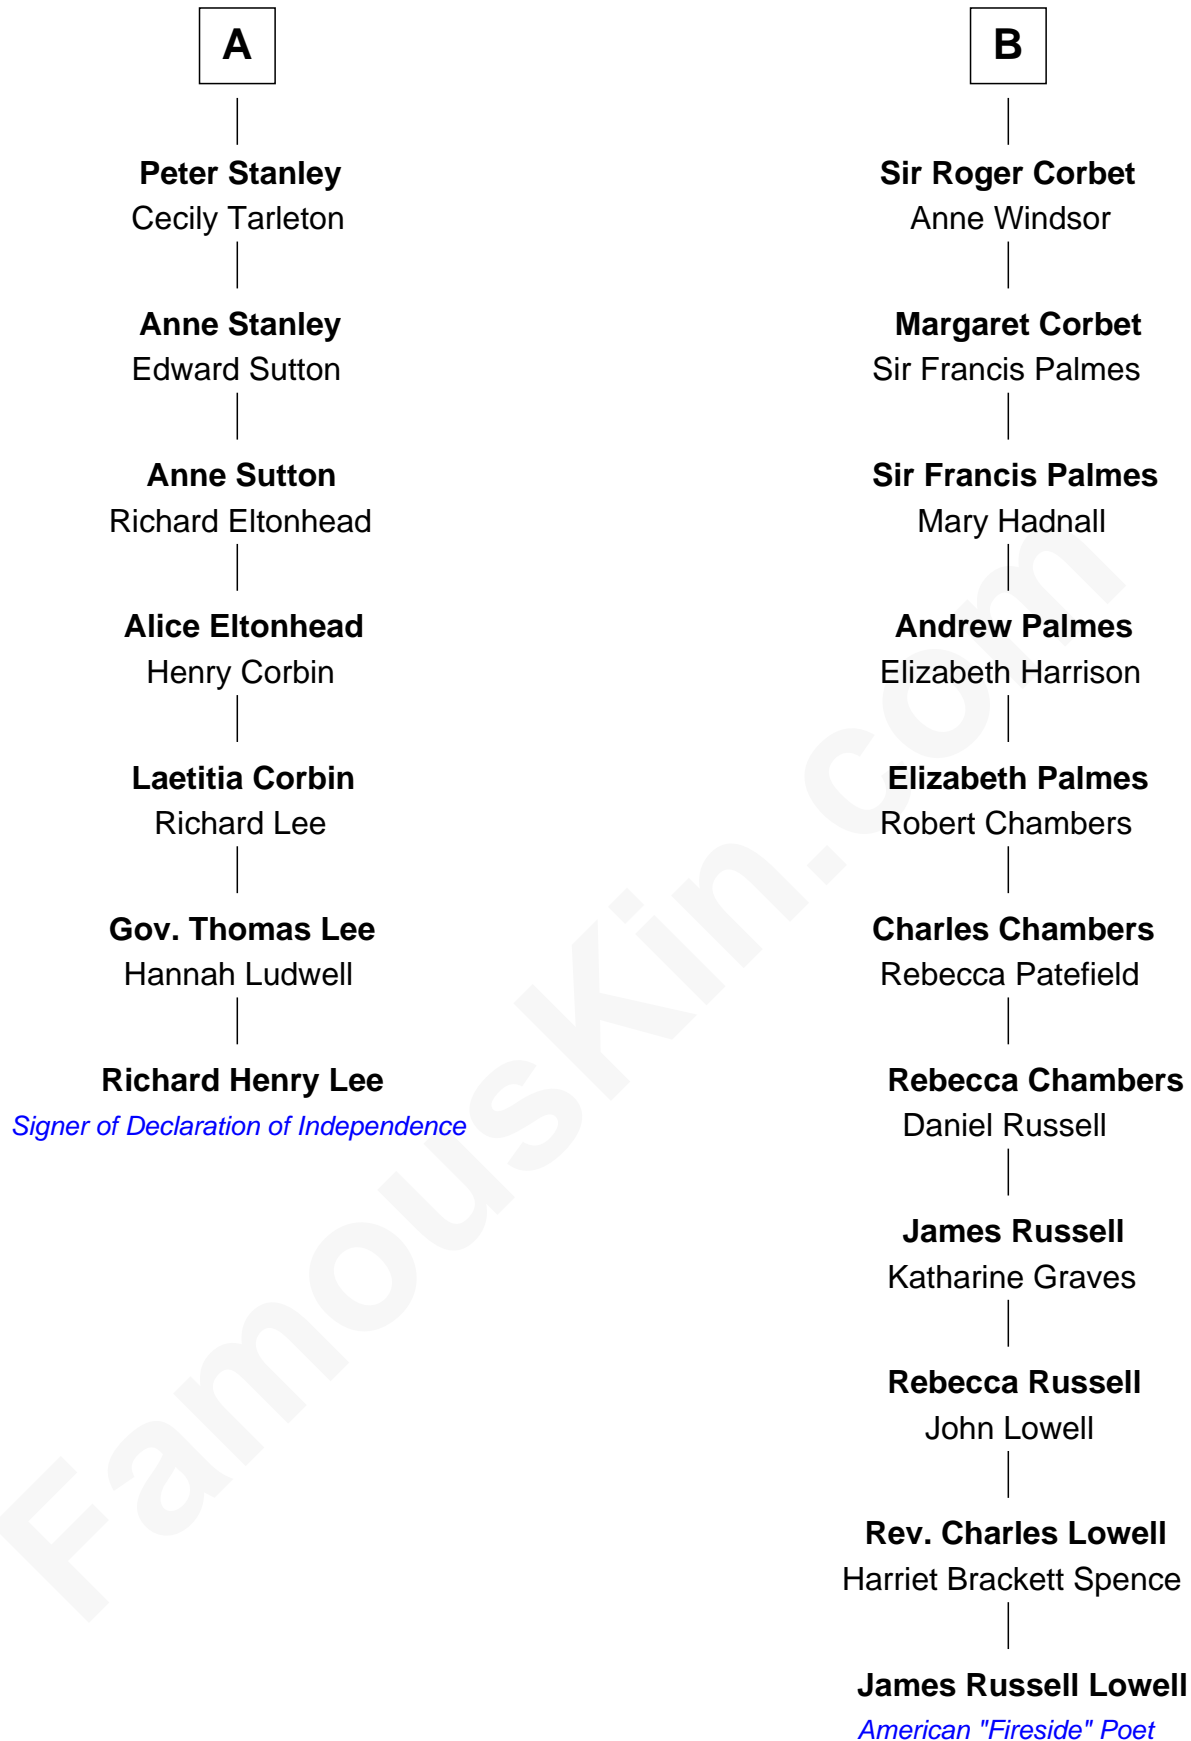 A
Peter Stanley
Cecily Tarleton
Anne Stanley
Edward Sutton
Anne Sutton
Richard Eltonhead
Alice Eltonhead
Henry Corbin
Laetitia Corbin
Richard Lee
Gov. Thomas Lee
Hannah Ludwell
Richard Henry Lee
Signer of Declaration of Independence
B
Sir Roger Corbet
Anne Windsor
Margaret Corbet
Sir Francis Palmes
Sir Francis Palmes
Mary Hadnall
Andrew Palmes
Elizabeth Harrison
Elizabeth Palmes
Robert Chambers
Charles Chambers
Rebecca Patefield
Rebecca Chambers
Daniel Russell
James Russell
Katharine Graves
Rebecca Russell
John Lowell
Rev. Charles Lowell
Harriet Brackett Spence
James Russell Lowell
American "Fireside" Poet
FamousKin.com